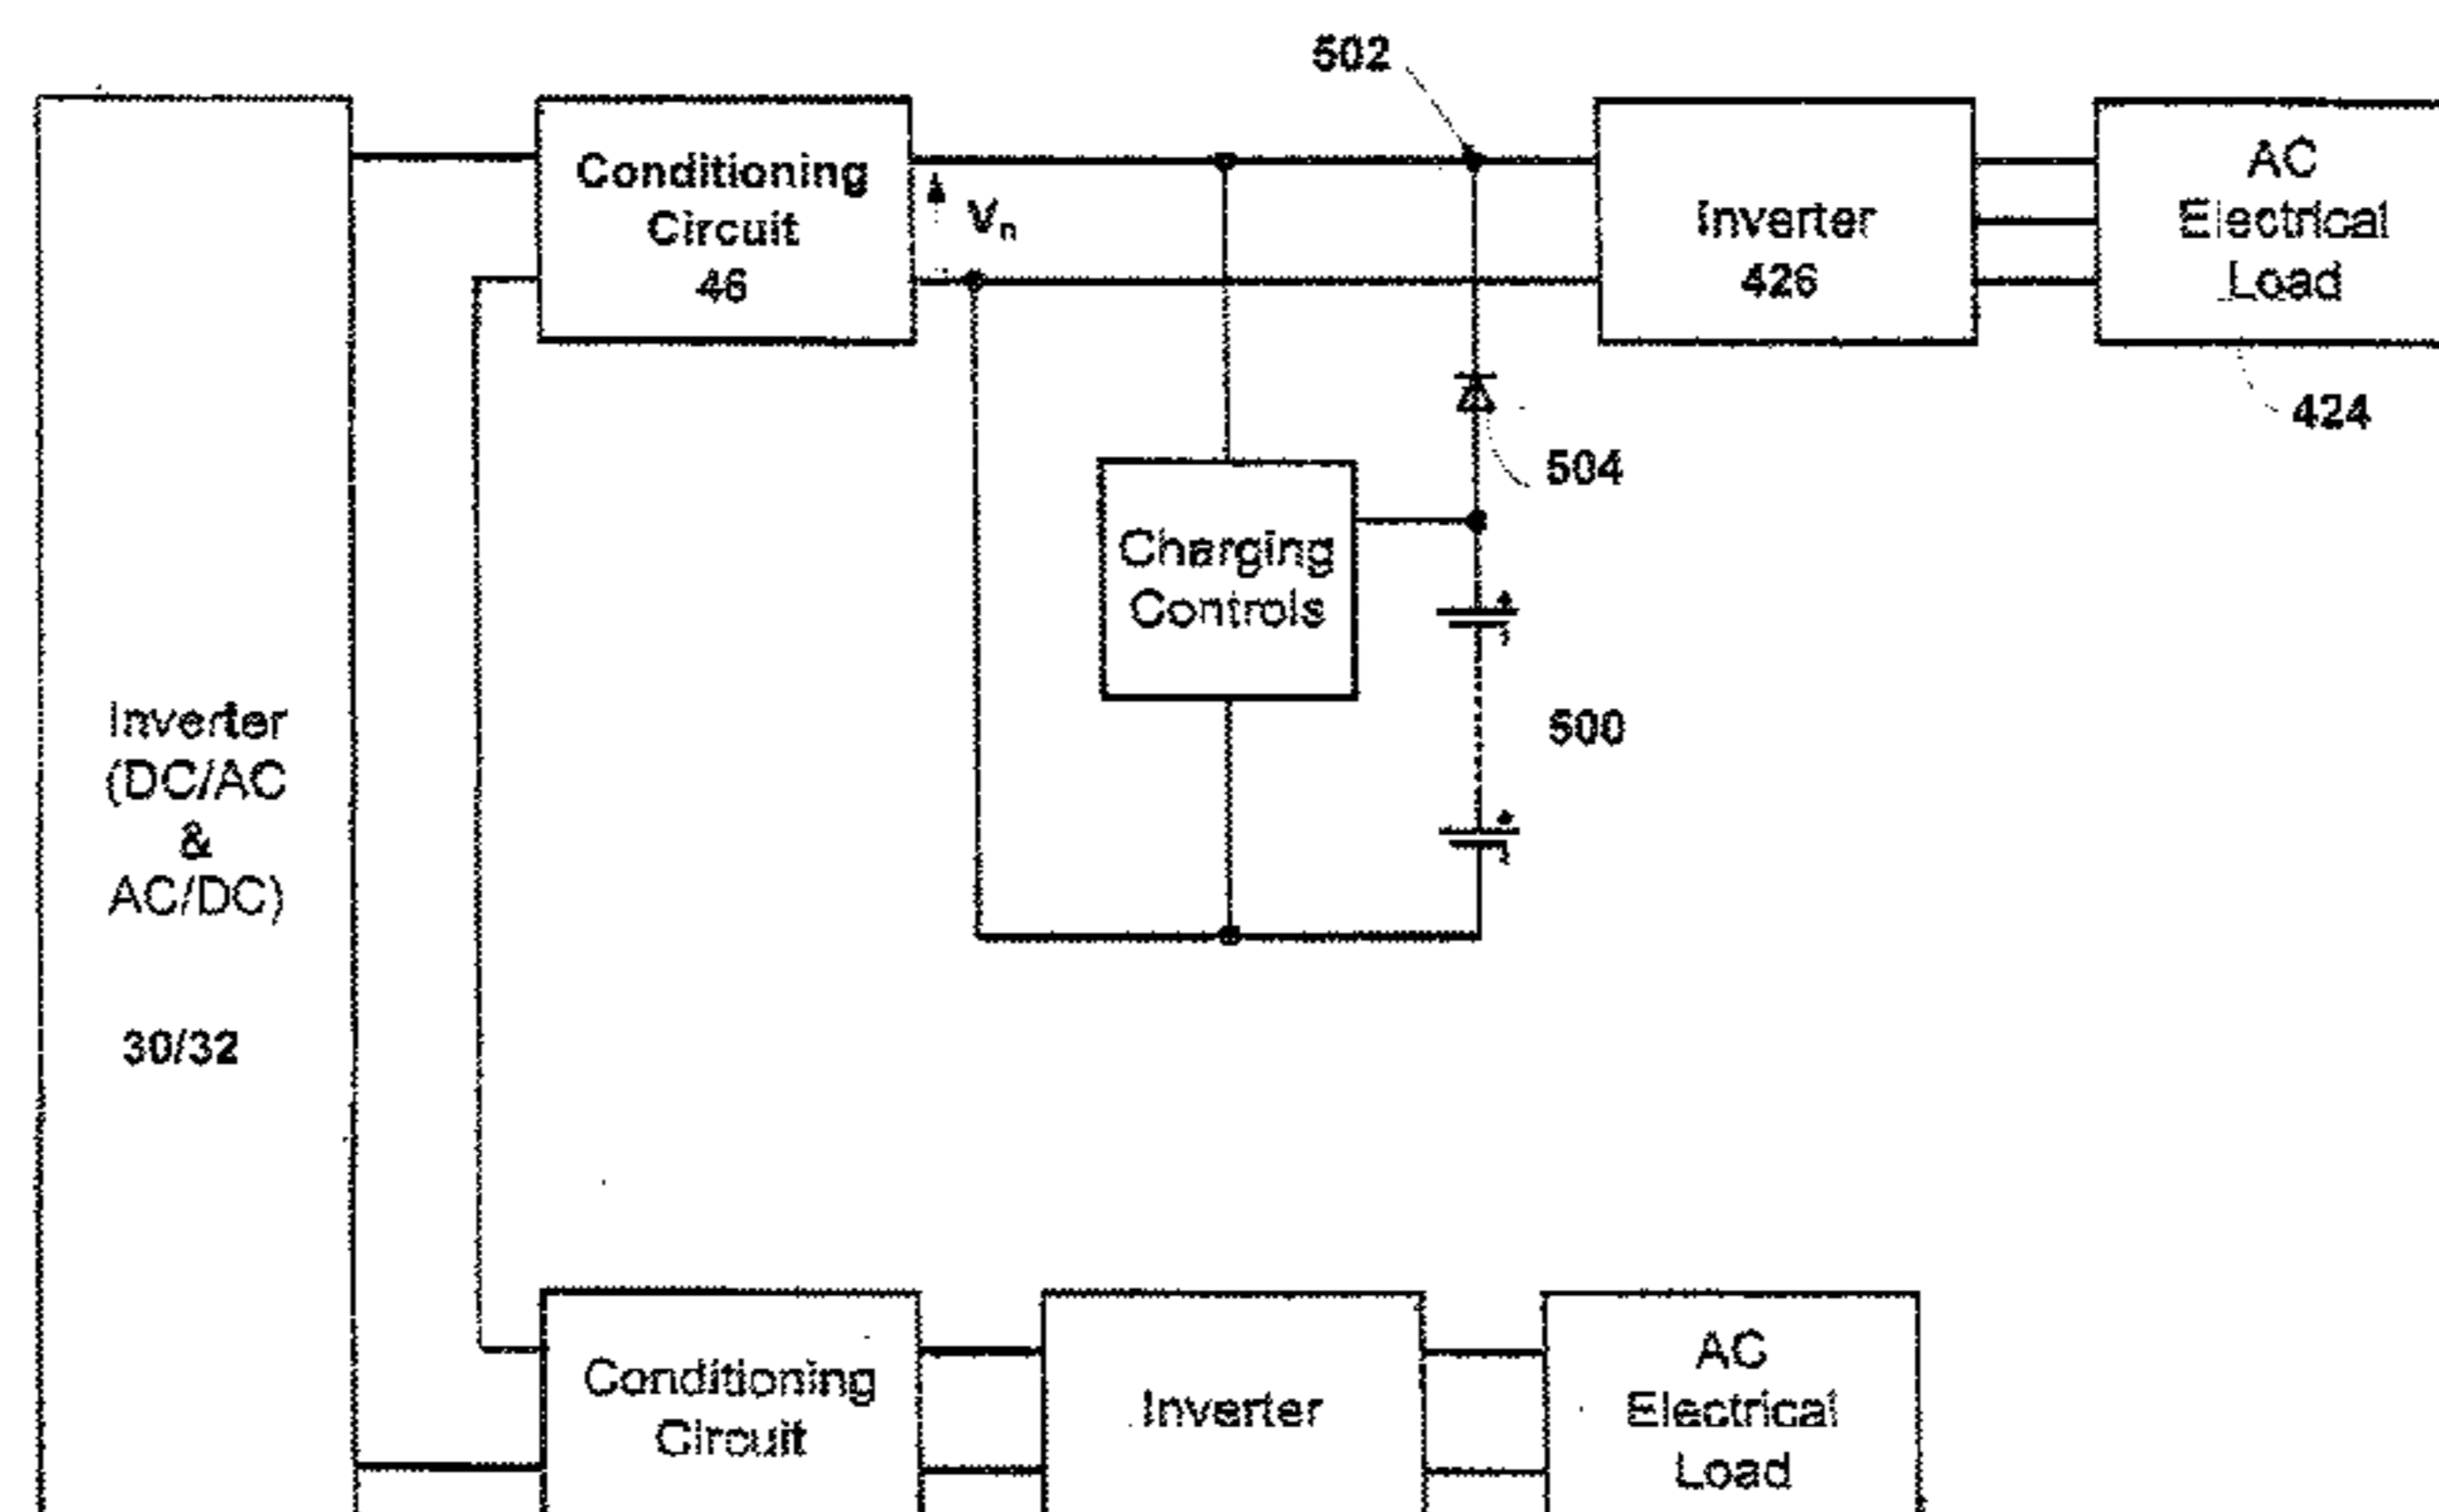 502
Conditioning
Circuit
46
Vn
Inverter
426
AC
Electrical
Load
424
504
Charging
Controls
500
Inverter
(DC/AC
&
AC/DC)
30/32
Conditioning
Circuit
Inverter
AC
Electrical
Load